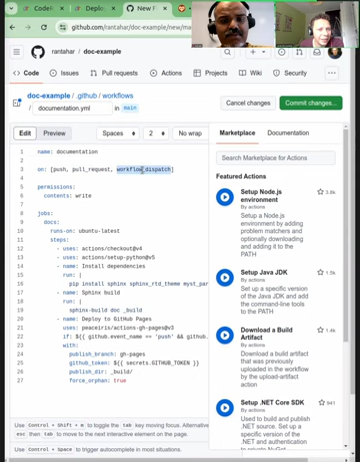 CodeR
Deploy
New F
github.com/rantahar/doc-example/new/ma
rantahar / doc-example
Code
Issues
Pull requests
Actions
Projects
Wiki
Security
doc-example / .github / workflows
/ documentation.yml in main
Cancel changes
Commit changes...
Edit
Preview
Spaces
2
No wrap
1 name: documentation
2
3 on: [push, pull_request, workflow_dispatch]
4
5 permissions:
6 contents: write
7
8 jobs:
9 docs:
10 runs-on: ubuntu-latest
11 steps:
12 - uses: actions/checkout@v4
13 - uses: actions/setup-python@v5
14 - name: Install dependencies
15 run: |
16 pip install sphinx sphinx_rtd_theme myst_par
17 - name: Sphinx build
18 run: |
19 sphinx-build doc _build
20 - name: Deploy to GitHub Pages
21 uses: peaceiris/actions-gh-pages@v3
22 if: ${{ github.event_name == 'push' && github.
23 with:
24 publish_branch: gh-pages
25 github_token: ${{ secrets.GITHUB_TOKEN }}
26 publish_dir: _build/
27 force_orphan: true
Marketplace
Documentation
Search Marketplace for Actions
Featured Actions
Setup Node.js environment
3.8k
By actions
Setup a Node.js environment by adding problem matchers and optionally downloading and adding it to the PATH
Setup Java JDK
1.5k
By actions
Set up a specific version of the Java JDK and add the command-line tools to the PATH
Download a Build Artifact
1.4k
By actions
Download a build artifact that was previously uploaded in the workflow by the upload-artifact action
Setup .NET Core SDK
941
By actions
Used to build and publish .NET source. Set up a specific version of the .NET and authentication
Use Control + Shift + m to toggle the tab key moving focus. Alternative
esc then tab to move to the next interactive element on the page.
Use Control + Space to trigger autocomplete in most situations.